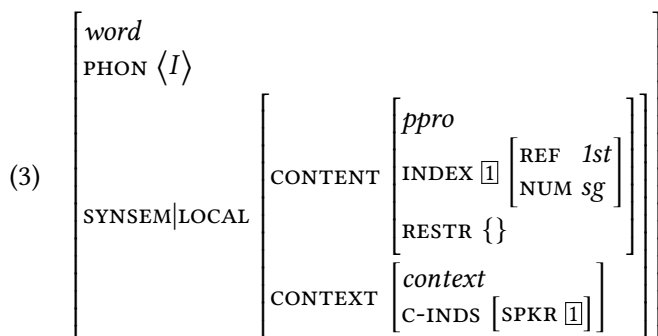 word
PHON ⟨I⟩
ppro
REF 1st
CONTENT INDEX 1 NUM sg
(3)
SYNSEM|LOCAL RESTR {}
context
CONTEXT C-INDS [SPKR 1]